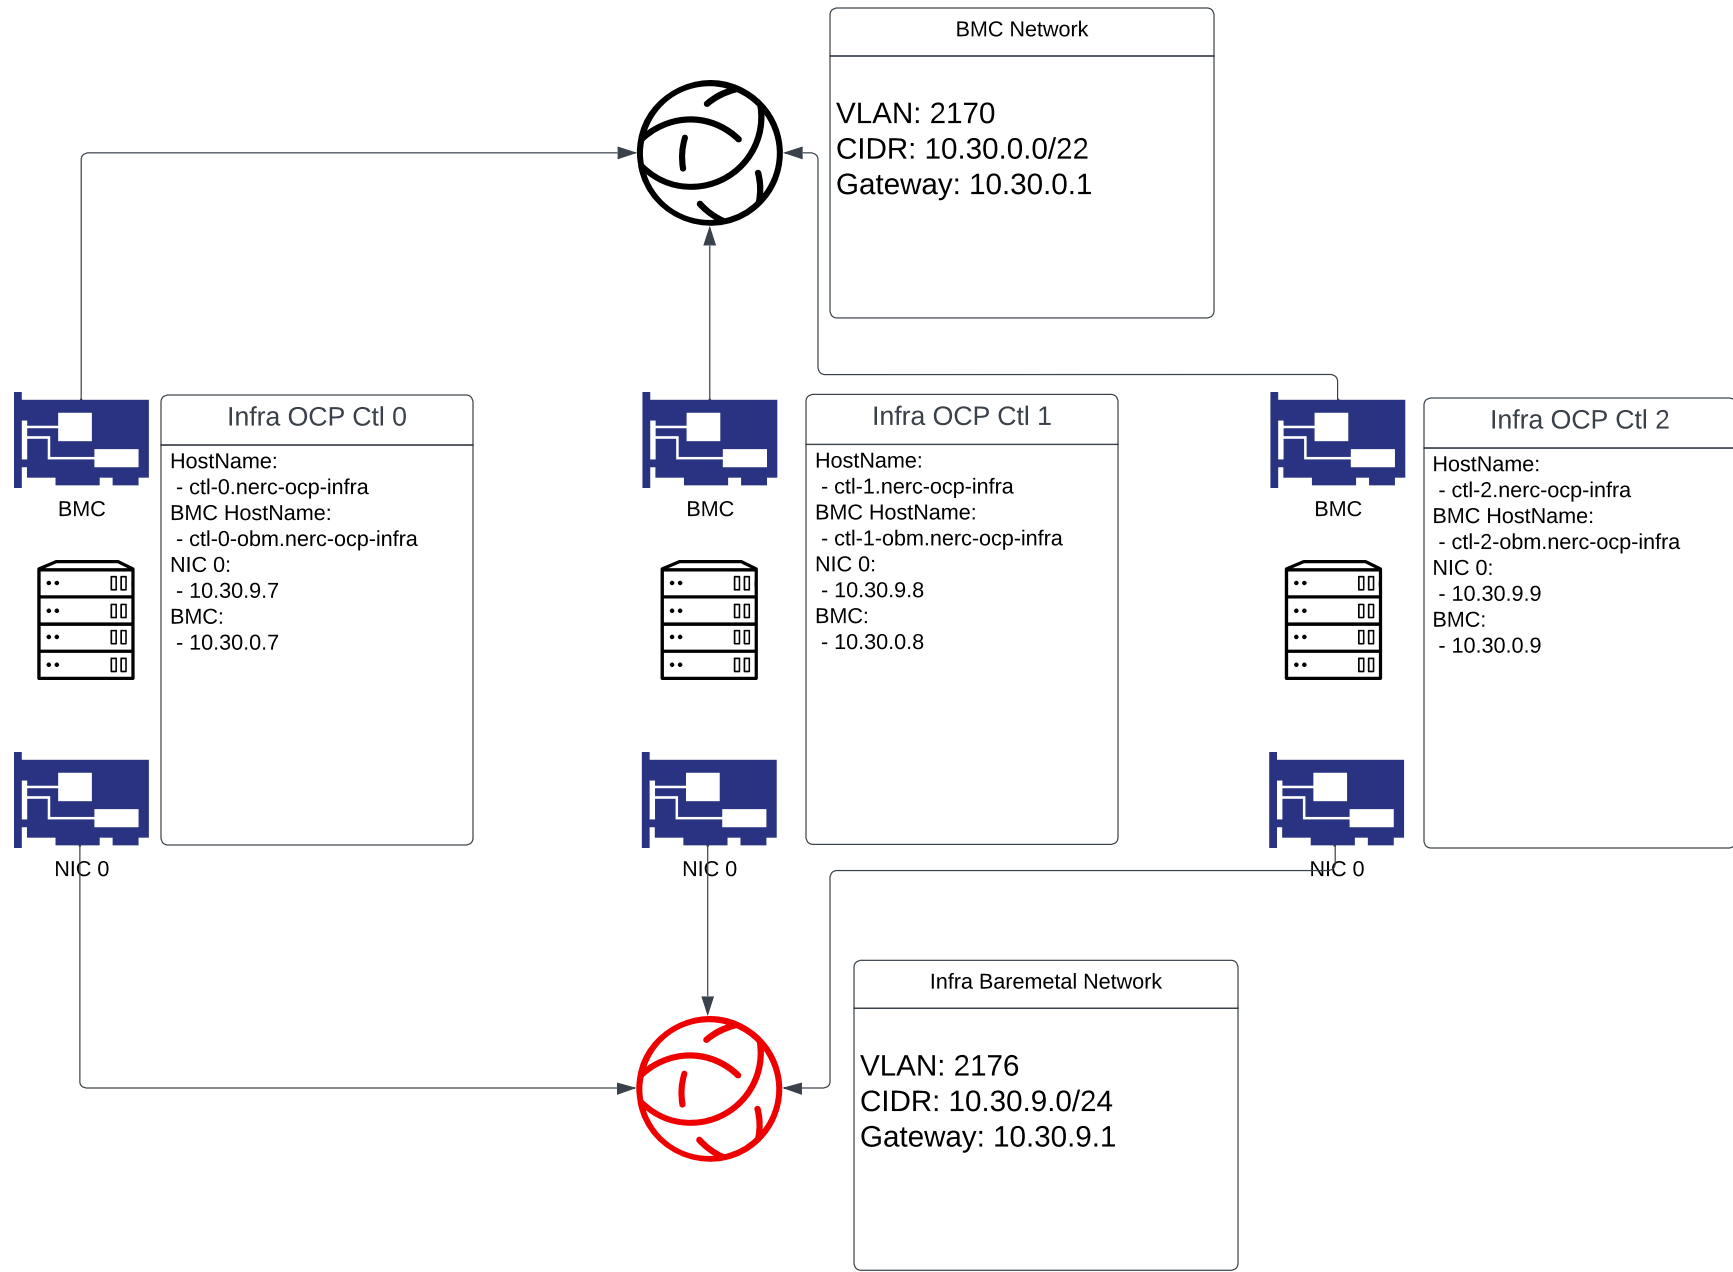 BMC Network
VLAN: 2170
CIDR: 10.30.0.0/22
Gateway: 10.30.0.1
BMC
Infra OCP Ctl 0
HostName:
- ctl-0.nerc-ocp-infra
BMC HostName:
- ctl-0-obm.nerc-ocp-infra
NIC 0:
- 10.30.9.7
BMC:
- 10.30.0.7
NIC 0
BMC
Infra OCP Ctl 1
HostName:
- ctl-1.nerc-ocp-infra
BMC HostName:
- ctl-1-obm.nerc-ocp-infra
NIC 0:
- 10.30.9.8
BMC:
- 10.30.0.8
NIC 0
BMC
Infra OCP Ctl 2
HostName:
- ctl-2.nerc-ocp-infra
BMC HostName:
- ctl-2-obm.nerc-ocp-infra
NIC 0:
- 10.30.9.9
BMC:
- 10.30.0.9
NIC 0
Infra Baremetal Network
VLAN: 2176
CIDR: 10.30.9.0/24
Gateway: 10.30.9.1